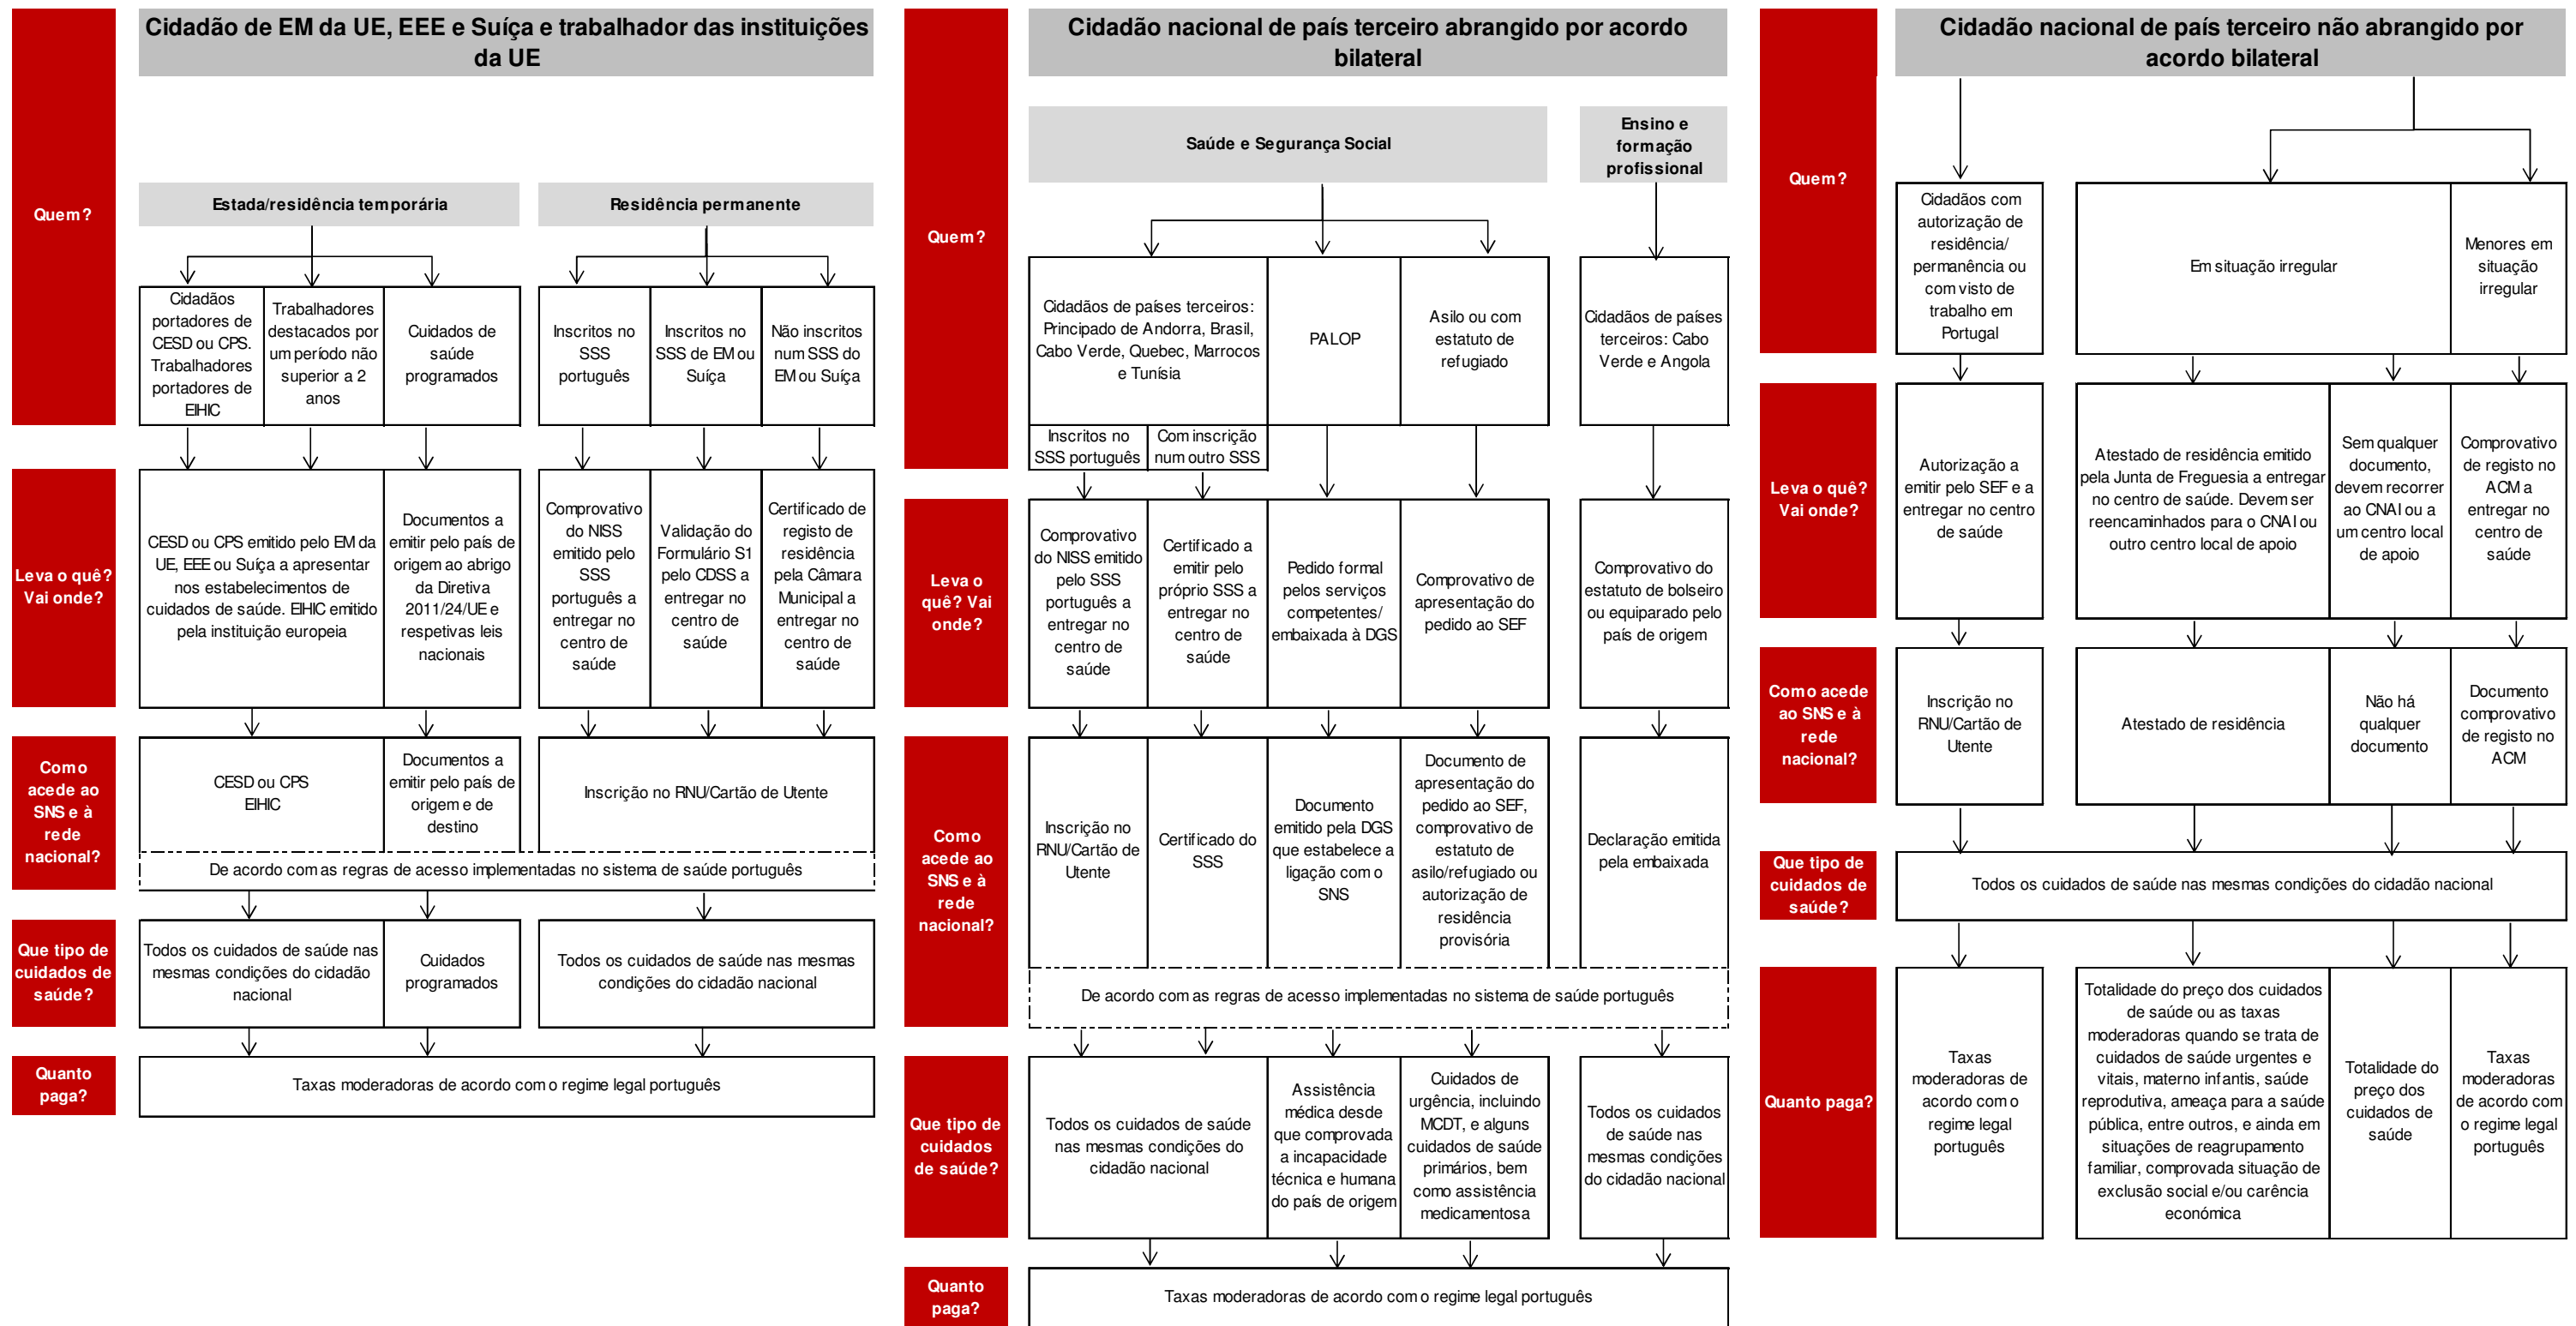 Cidadão de EM da UE, EEE e Suíça e trabalhador das instituições
da UE
Quem?
Estada/residência temporária
Residência permanente
Cidadãos
portadores de
CESD ou CPS.
Trabalhadores
portadores de
EIHIC
Trabalhadores
destacados por
um período não
superior a 2
anos
Cuidados de
saúde
programados
Inscritos no
SSS
português
Inscritos no
SSS de EM ou
Suíça
Não inscritos
num SSS do
EM ou Suíça
Leva o quê?
Vai onde?
CESD ou CPS emitido pelo EM da
UE, EEE ou Suíça a apresentar
nos estabelecimentos de
cuidados de saúde. EIHIC emitido
pela instituição europeia
Documentos a
emitir pelo país de
origem ao abrigo
da Diretiva
2011/24/UE e
respetivas leis
nacionais
Comprovativo
do NISS
emitido pelo
SSS
português a
entregar no
centro de
saúde
Validação do
Formulário S1
pelo CDSS a
entregar no
centro de
saúde
Certificado de
registo de
residência
pela Câmara
Municipal a
entregar no
centro de
saúde
Como
acede ao
SNS e à
rede
nacional?
CESD ou CPS
EIHIC
Documentos a
emitir pelo país de
origem e de
destino
Inscrição no RNU/Cartão de Utente
De acordo com as regras de acesso implementadas no sistema de saúde português
Que tipo de
cuidados de
saúde?
Todos os cuidados de saúde nas
mesmas condições do cidadão
nacional
Cuidados
programados
Todos os cuidados de saúde nas mesmas
condições do cidadão nacional
Quanto
paga?
Taxas moderadoras de acordo com o regime legal português
Cidadão nacional de país terceiro abrangido por acordo
bilateral
Quem?
Saúde e Segurança Social
Ensino e
formação
profissional
Cidadãos de países terceiros:
Principado de Andorra, Brasil,
Cabo Verde, Quebec, Marrocos
e Tunísia
PALOP
Asilo ou com
estatuto de
refugiado
Cidadãos de países
terceiros: Cabo
Verde e Angola
Inscritos no
SSS português
Com inscrição
num outro SSS
Leva o
quê? Vai
onde?
Comprovativo
do NISS emitido
pelo SSS
português a
entregar no
centro de
saúde
Certificado a
emitir pelo
próprio SSS a
entregar no
centro de
saúde
Pedido formal
pelos serviços
competentes/
embaixada à DGS
Comprovativo de
apresentação do
pedido ao SEF
Comprovativo do
estatuto de bolseiro
ou equiparado pelo
país de origem
Como
acede ao
SNS e à
rede
nacional?
Inscrição no
RNU/Cartão de
Utente
Certificado do
SSS
Documento
emitido pela DGS
que estabelece a
ligação com o
SNS
Documento de
apresentação do
pedido ao SEF,
comprovativo de
estatuto de
asilo/refugiado ou
autorização de
residência
provisória
Declaração emitida
pela embaixada
De acordo com as regras de acesso implementadas no sistema de saúde português
Que tipo de
cuidados
de saúde?
Todos os cuidados de saúde
nas mesmas condições do
cidadão nacional
Assistência
médica desde
que comprovada
a incapacidade
técnica e humana
do país de origem
Cuidados de
urgência, incluindo
MCDT, e alguns
cuidados de saúde
primários, bem
como assistência
medicamentosa
Todos os cuidados
de saúde nas
mesmas condições
do cidadão nacional
Quanto
paga?
Taxas moderadoras de acordo com o regime legal português
Cidadão nacional de país terceiro não abrangido por
acordo bilateral
Quem?
Cidadãos com
autorização de
residência/
permanência ou
com visto de
trabalho em
Portugal
Em situação irregular
Menores em
situação
irregular
Leva o quê?
Vai onde?
Autorização a
emitir pelo SEF e a
entregar no centro
de saúde
Atestado de residência emitido
pela Junta de Freguesia a entregar
no centro de saúde. Devem ser
reencaminhados para o CNAI ou
outro centro local de apoio
Sem qualquer
documento,
devem recorrer
ao CNAI ou a
um centro local
de apoio
Comprovativo
de registo no
ACM a
entregar no
centro de
saúde
Como acede
ao SNS e à
rede
nacional?
Inscrição no
RNU/Cartão de
Utente
Atestado de residência
Não há
qualquer
documento
Documento
comprovativo
de registo no
ACM
Que tipo de
cuidados de
saúde?
Todos os cuidados de saúde nas mesmas condições do cidadão nacional
Quanto paga?
Taxas
moderadoras de
acordo com o
regime legal
português
Totalidade do preço dos cuidados
de saúde ou as taxas
moderadoras quando se trata de
cuidados de saúde urgentes e
vitais, materno infantis, saúde
reprodutiva, ameaça para a saúde
pública, entre outros, e ainda em
situações de reagrupamento
familiar, comprovada situação de
exclusão social e/ou carência
económica
Totalidade do
preço dos
cuidados de
saúde
Taxas
moderadoras
de acordo com
o regime legal
português